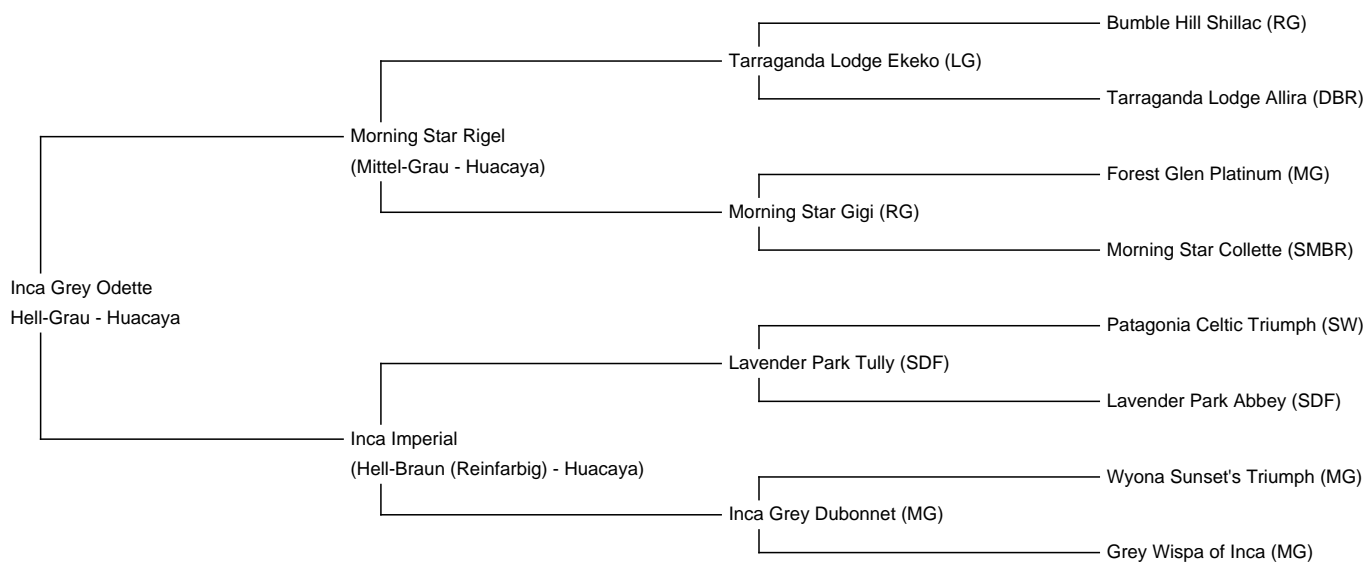 Bumble Hill Shillac (RG)
Tarraganda Lodge Ekeko (LG)
Tarraganda Lodge Allira (DBR)
Morning Star Rigel
(Mittel-Grau - Huacaya)
Forest Glen Platinum (MG)
Morning Star Gigi (RG)
Morning Star Collette (SMBR)
Inca Grey Odette
Hell-Grau - Huacaya
Patagonia Celtic Triumph (SW)
Lavender Park Tully (SDF)
Lavender Park Abbey (SDF)
Inca Imperial
(Hell-Braun (Reinfarbig) - Huacaya)
Wyona Sunset's Triumph (MG)
Inca Grey Dubonnet (MG)
Grey Wispa of Inca (MG)